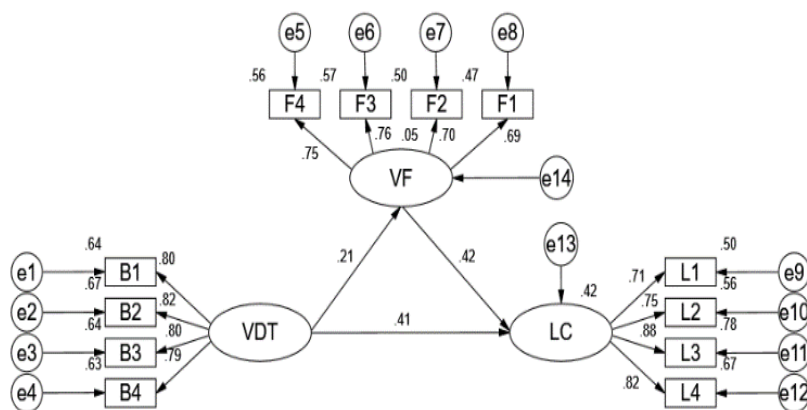 e5 e6 e7 e8
.56 .57 .50 .47
F4 F3 F2 F1
.75 .76 .05 .70 .69
VF e14
.21 .42
e13
.64 .80 .50
e1 B1 .71 L1 e9
.67 .82 .42 .75 .56
e2 B2 L2 e10
.64 .80 VDT .41 LC .88 .78
e3 B3 L3 e11
.63 .79 .82 .67
e4 B4 L4 e12